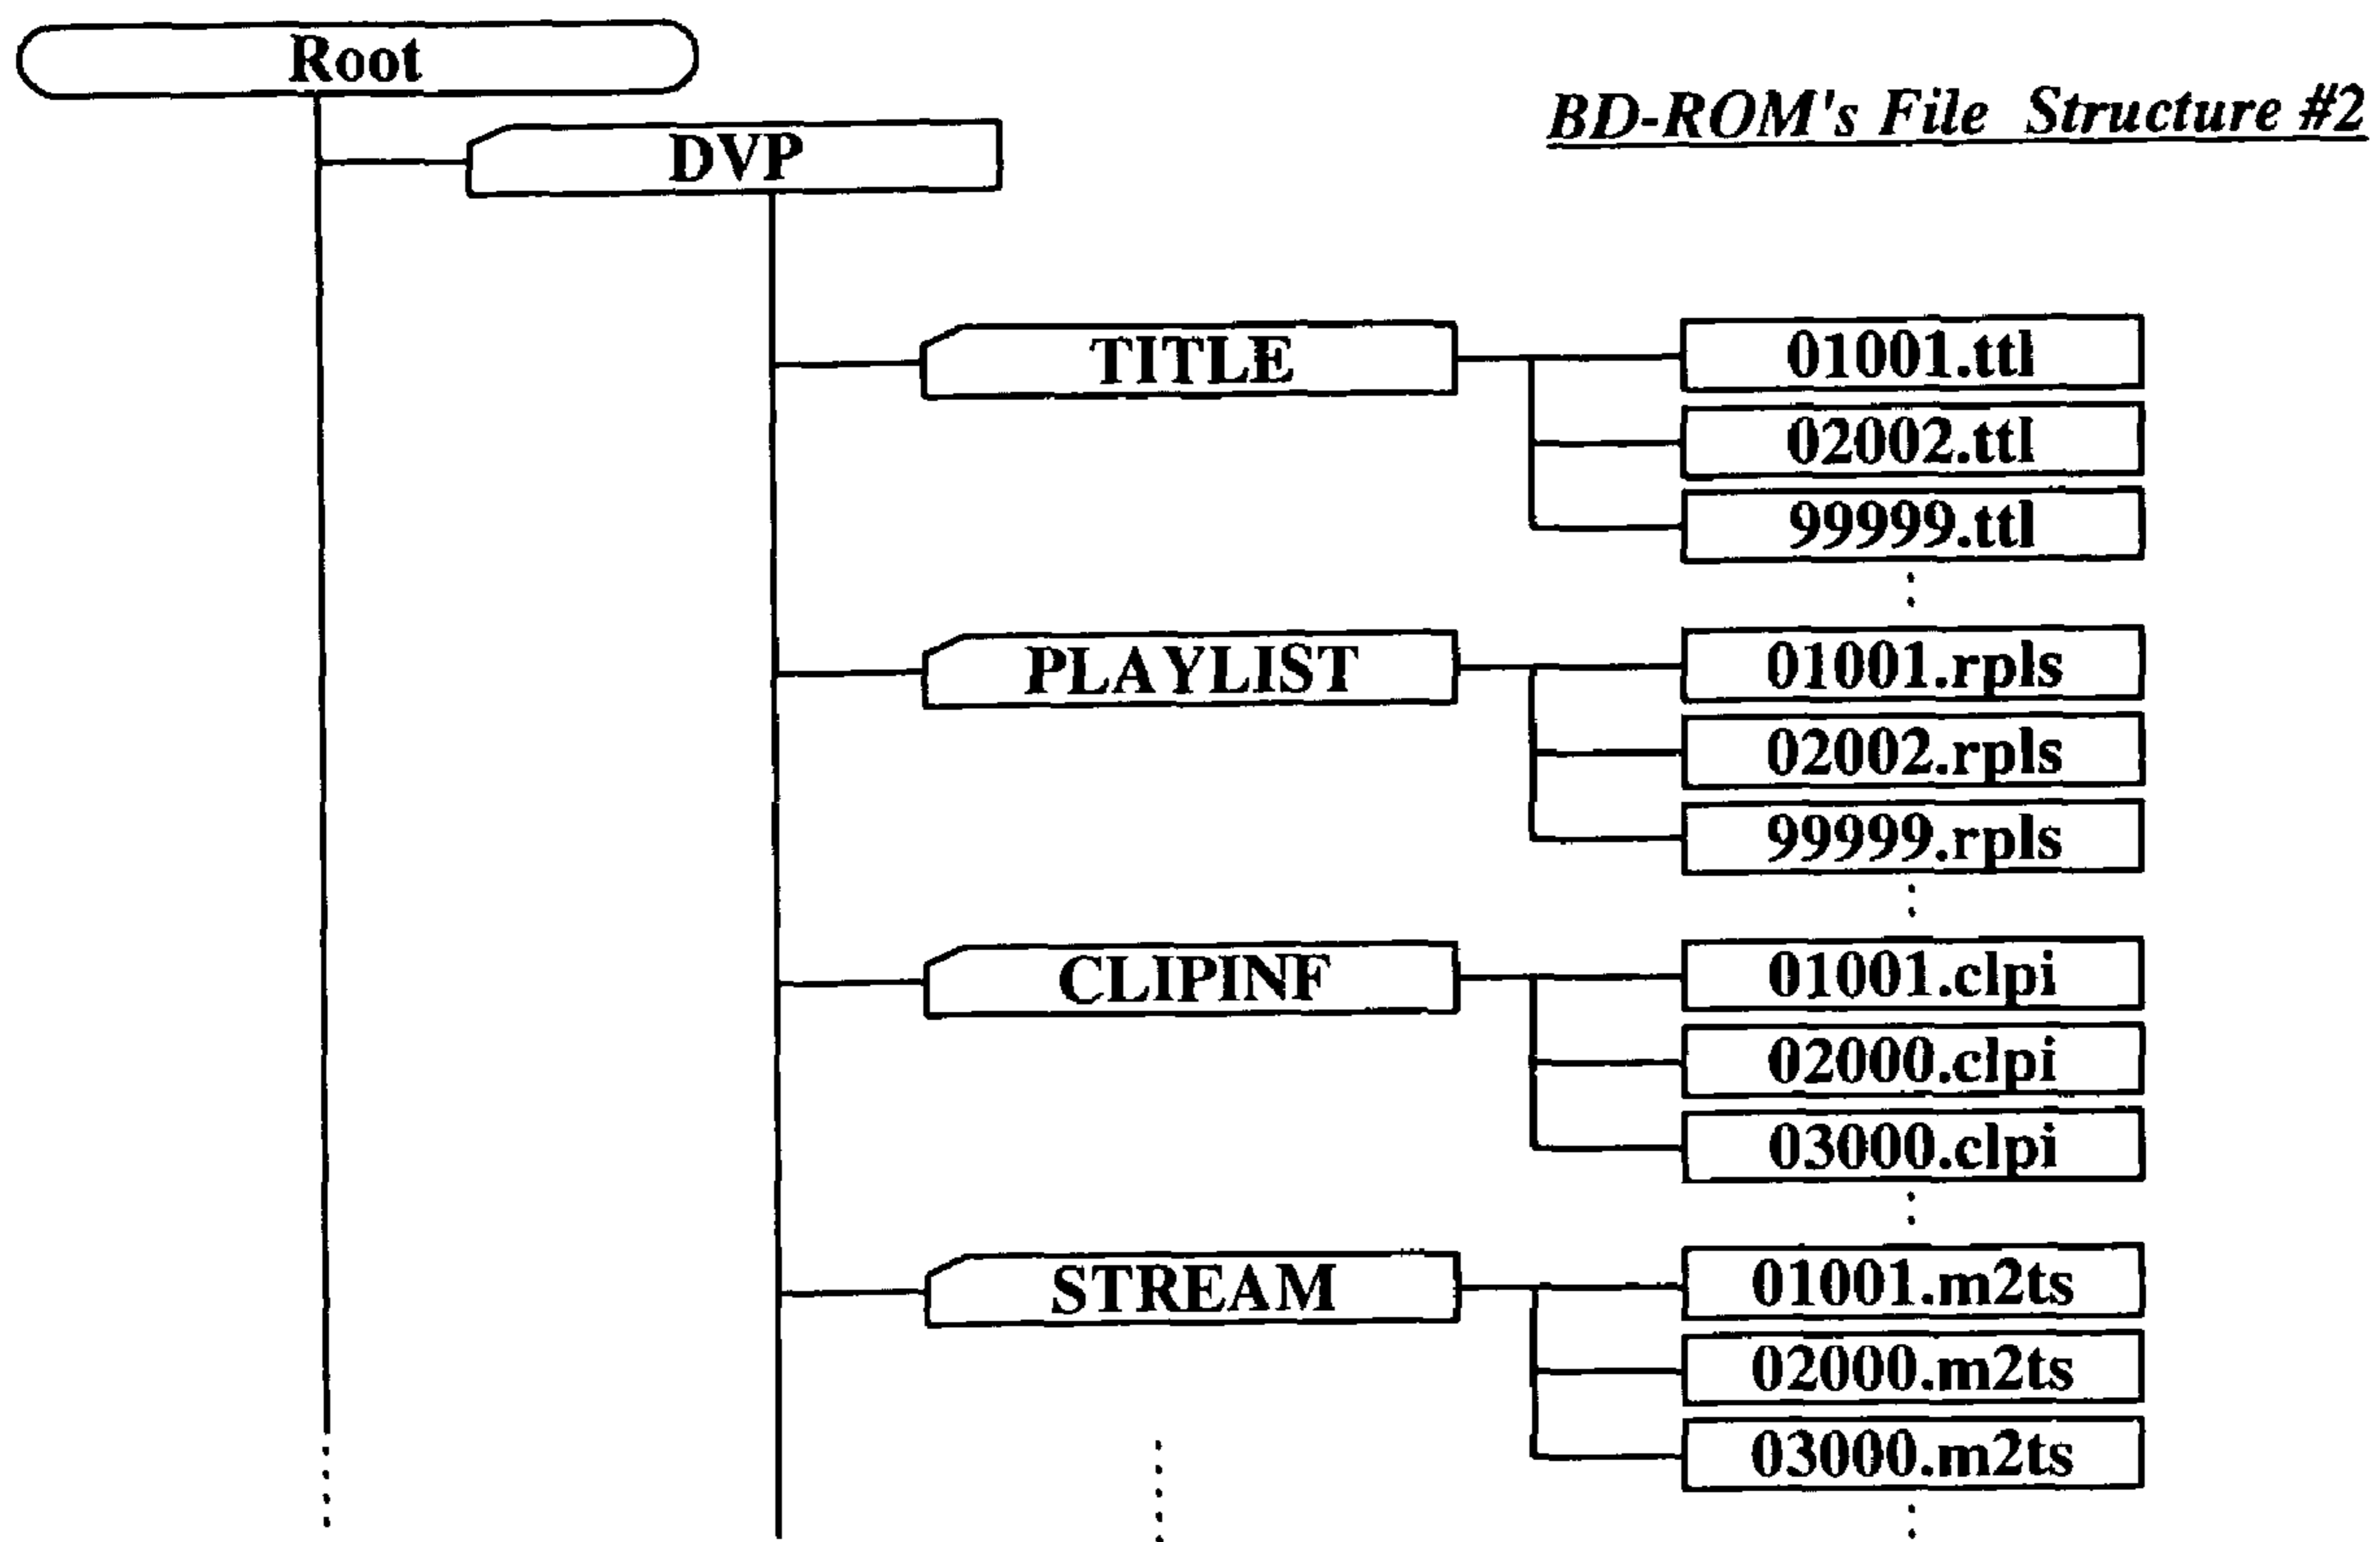 Root
BD-ROM's File Structure #2
DVP
TITLE
01001.ttl
02002.ttl
99999.ttl
PLAYLIST
01001.rpls
02002.rpls
99999.rpls
CLIPINF
01001.clpi
02000.clpi
03000.clpi
STREAM
01001.m2ts
02000.m2ts
03000.m2ts